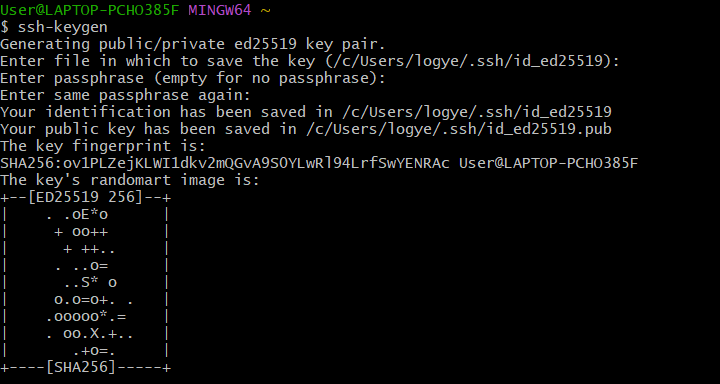 User@LAPTOP-PCHO385F MINGW64 ~
$ ssh-keygen
Generating public/private ed25519 key pair.
Enter file in which to save the key (/c/Users/logye/.ssh/id_ed25519):
Enter passphrase (empty for no passphrase):
Enter same passphrase again:
Your identification has been saved in /c/Users/logye/.ssh/id_ed25519
Your public key has been saved in /c/Users/logye/.ssh/id_ed25519.pub
The key fingerprint is:
SHA256:ov1PLZejKLWI1dkv2mQGvA9S0YLwRl94LrfSwYENRAc User@LAPTOP-PCHO385F
The key's randomart image is:
+--[ED25519 256]--+
|    . .oE*o      |
|     + oo++      |
|      + ++..     |
|     . ..o=      |
|      ..S* o     |
|     o.o=o+. .   |
|    .ooooo*.=    |
|    . oo.X.+..   |
|       .+o=.     |
+----[SHA256]-----+